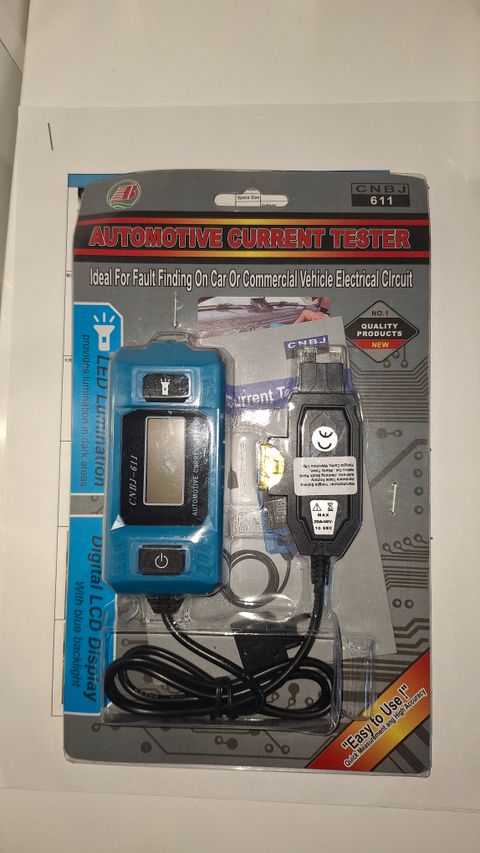 CNBJ
611
AUTOMOTIVE CURRENT TESTER
Ideal For Fault Finding On Car Or Commercial Vehicle Electrical Circuit
NO.1
QUALITY
PRODUCTS
NEW
LED Lumination
provides lumination
in dark areas
Digital LCD Display
With blue backlight
CNBJ
Current
CNBJ-611
AUTOMOTIVE
CE
MAX
20A/48V
10 SEC
"Easy to Use !"
Quick Measurement and High Accuracy